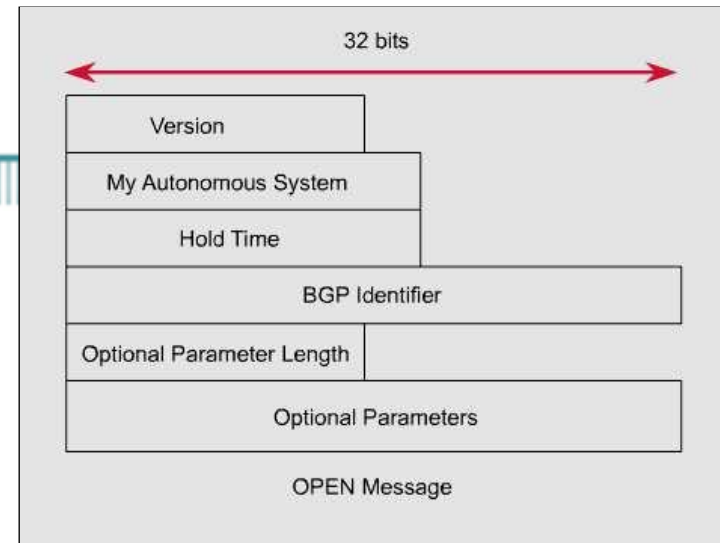 32 bits
Version
My Autonomous System
Hold Time
BGP Identifier
Optional Parameter Length
Optional Parameters
OPEN Message